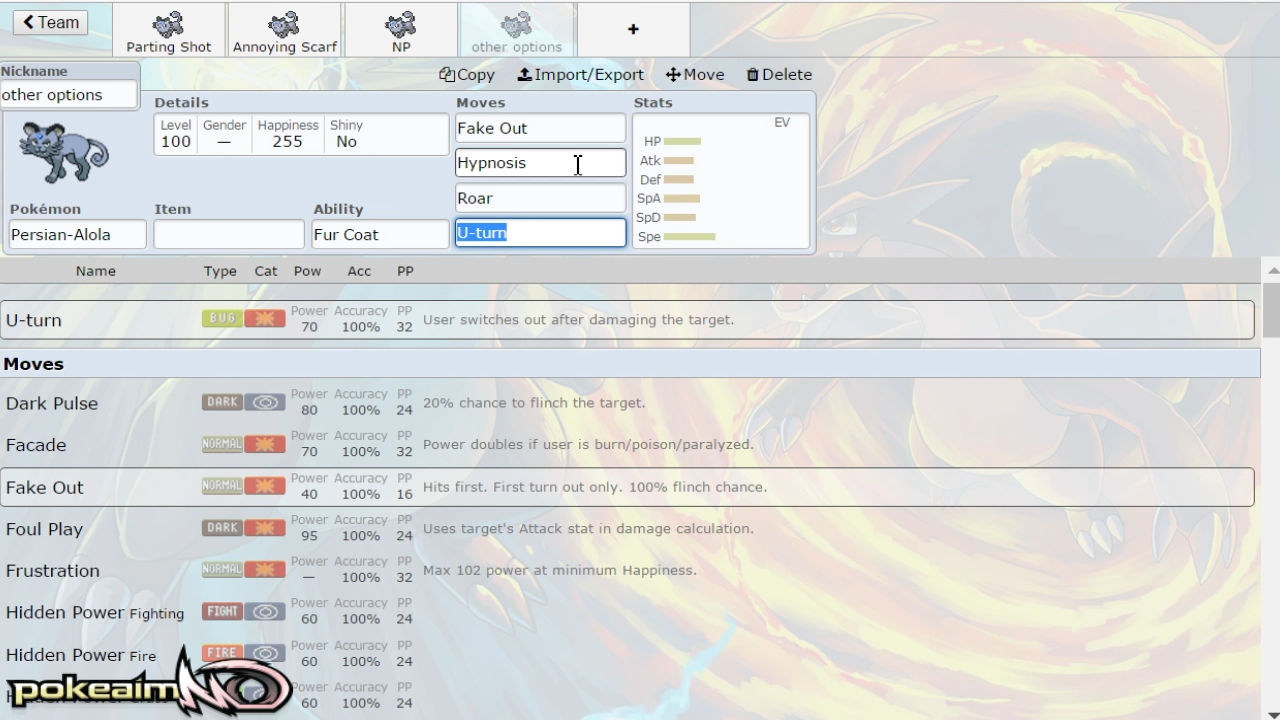 Team
Parting Shot
Annoying Scarf
NP
other options
+
Nickname
other options
Copy
Import/Export
Move
Delete
Details
Moves
Stats
Level
100
Gender
—
Happiness
255
Shiny
No
Fake Out
Hypnosis
Roar
U-turn
EV
HP
Atk
Def
SpA
SpD
Spe
Pokémon
Persian-Alola
Item
Ability
Fur Coat
Name Type Cat Pow Acc PP
U-turn BUG Power 70 Accuracy 100% PP 32 User switches out after damaging the target.
Moves
Dark Pulse DARK Power 80 Accuracy 100% PP 24 20% chance to flinch the target.
Facade NORMAL Power 70 Accuracy 100% PP 32 Power doubles if user is burn/poison/paralyzed.
Fake Out NORMAL Power 40 Accuracy 100% PP 16 Hits first. First turn out only. 100% flinch chance.
Foul Play DARK Power 95 Accuracy 100% PP 24 Uses target's Attack stat in damage calculation.
Frustration NORMAL Power — Accuracy 100% PP 32 Max 102 power at minimum Happiness.
Hidden Power Fighting FIGHT Power 60 Accuracy 100% PP 24
Hidden Power Fire FIRE Power 60 Accuracy 100% PP 24
Power 60 Accuracy 100% PP 24
pokeaimMD